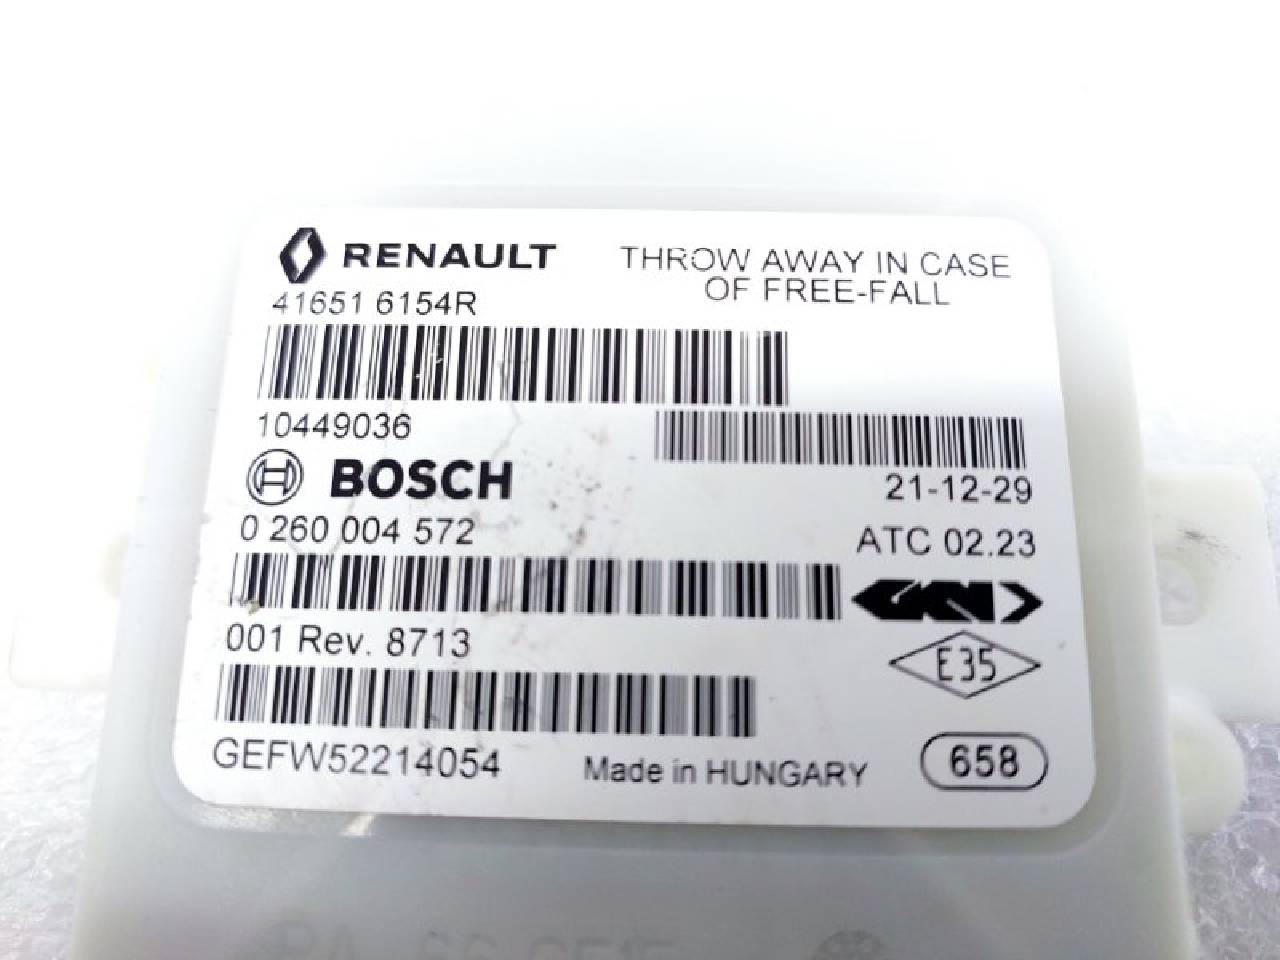 RENAULT
THROW AWAY IN CASE
OF FREE-FALL
41651 6154R
10449036
21-12-29
BOSCH
0 260 004 572
ATC 02.23
GKN
001 Rev. 8713
E35
GEFW52214054
Made in HUNGARY
658